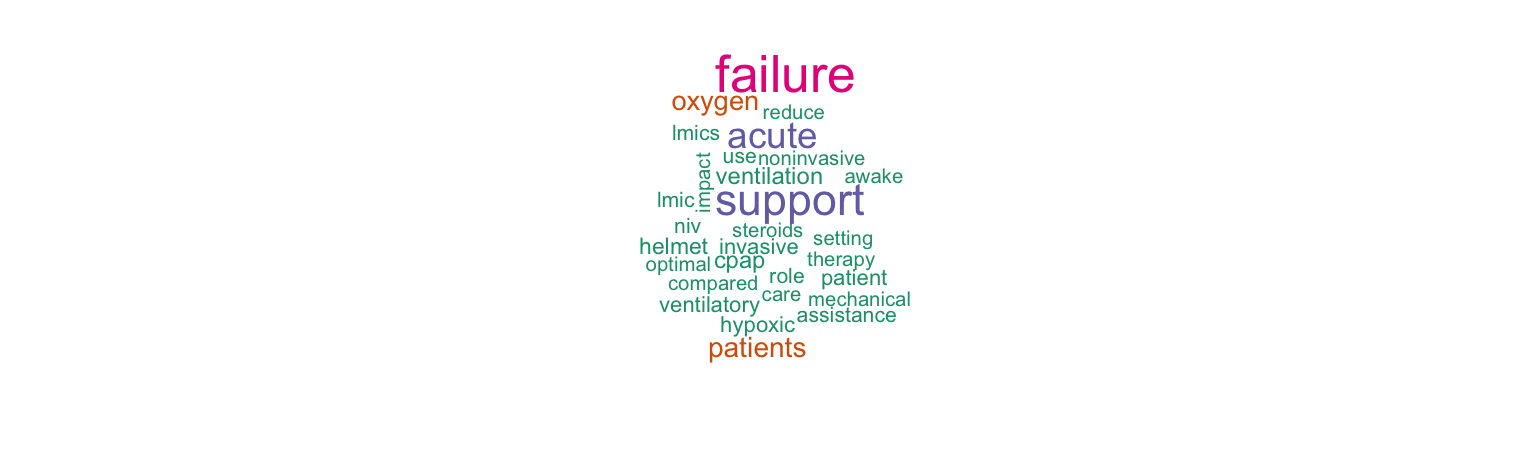 failure
oxygen
reduce
lmics
acute
use
noninvasive
impact
ventilation
awake
lmic
support
niv
steroids
setting
helmet
invasive
optimal
cpap
therapy
compared
role
patient
ventilatory
care
mechanical
assistance
hypoxic
patients